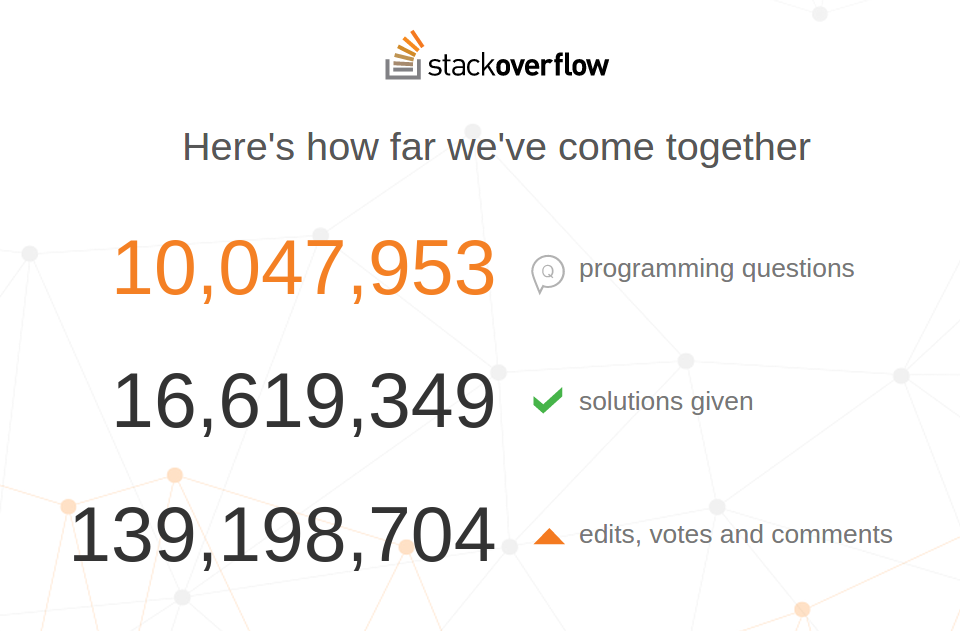 stackoverflow
Here's how far we've come together
10,047,953 Q programming questions
16,619,349 solutions given
139,198,704 edits, votes and comments